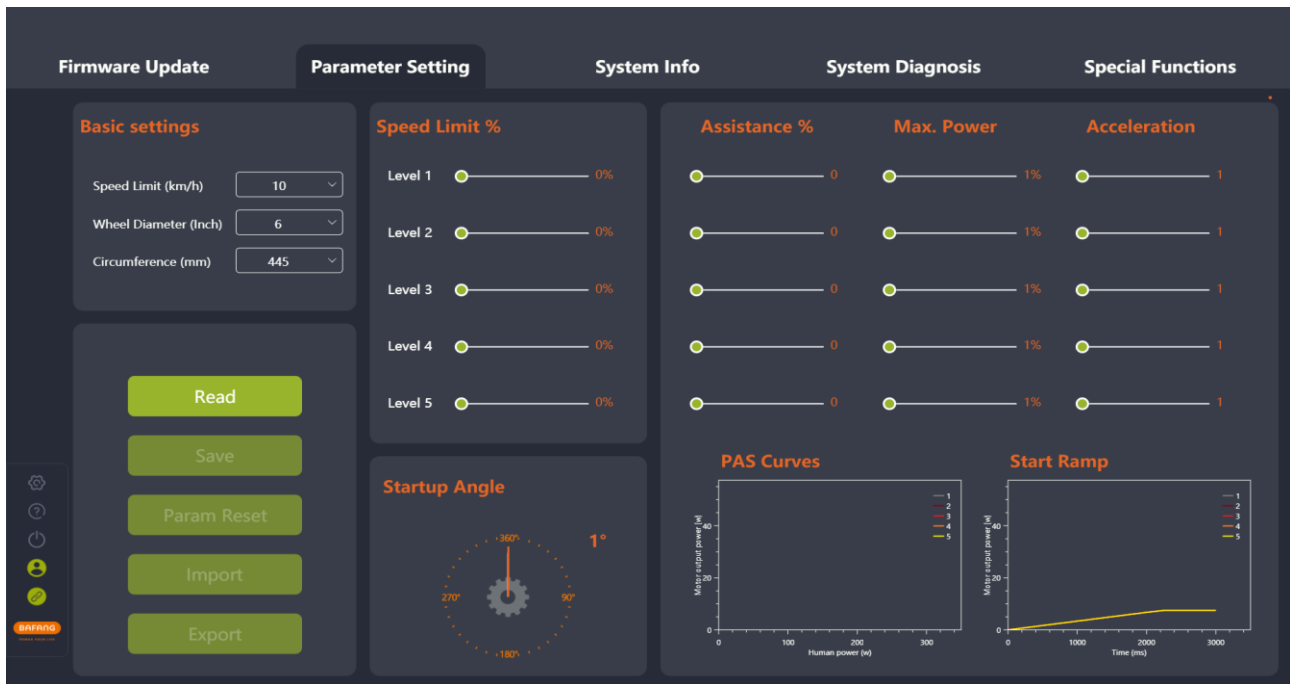 Firmware Update
Parameter Setting
System Info
System Diagnosis
Special Functions
Basic settings
Speed Limit (km/h) 10
Wheel Diameter (Inch) 6
Circumference (mm) 445
Read
Save
Param Reset
Import
Export
BAFANG
Speed Limit %
Level 1 0%
Level 2 0%
Level 3 0%
Level 4 0%
Level 5 0%
Startup Angle
1°
360°
270° 90°
180°
Assistance % Max. Power Acceleration
0 1% 1
0 1% 1
0 1% 1
0 1% 1
0 1% 1
PAS Curves
1
2
3
4
5
Motor output power [w]
40
20
0
0 100 200 300
Human power (w)
Start Ramp
1
2
3
4
5
Motor output power [w]
40
20
0
0 1000 2000 3000
Time (ms)